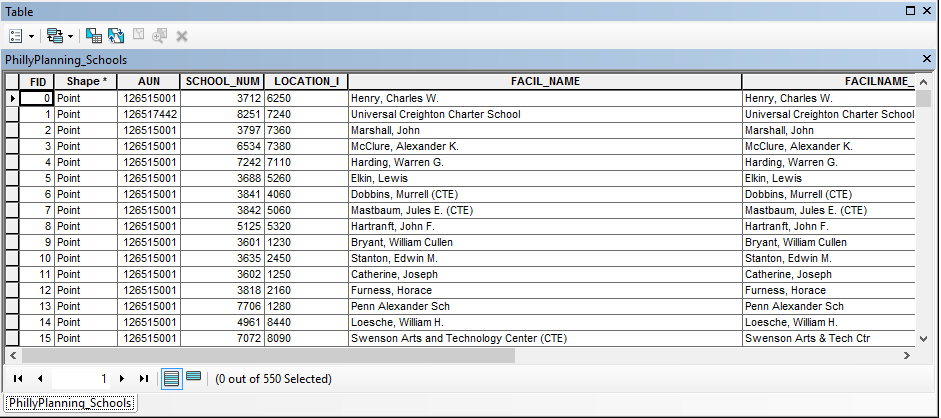 Table
PhillyPlanning_Schools
FID Shape * AUN SCHOOL_NUM LOCATION_I FACIL_NAME FACILNAME_
0 Point 126515001 3712 6250 Henry, Charles W. Henry, Charles W.
1 Point 126517442 8251 7240 Universal Creighton Charter School Universal Creighton Charter School
2 Point 126515001 3797 7360 Marshall, John Marshall, John
3 Point 126515001 6534 7380 McClure, Alexander K. McClure, Alexander K.
4 Point 126515001 7242 7110 Harding, Warren G. Harding, Warren G.
5 Point 126515001 3688 5260 Elkin, Lewis Elkin, Lewis
6 Point 126515001 3841 4060 Dobbins, Murrell (CTE) Dobbins, Murrell (CTE)
7 Point 126515001 3842 5060 Mastbaum, Jules E. (CTE) Mastbaum, Jules E. (CTE)
8 Point 126515001 5125 5320 Hartranft, John F. Hartranft, John F.
9 Point 126515001 3601 1230 Bryant, William Cullen Bryant, William Cullen
10 Point 126515001 3635 2450 Stanton, Edwin M. Stanton, Edwin M.
11 Point 126515001 3602 1250 Catherine, Joseph Catherine, Joseph
12 Point 126515001 3818 2160 Furness, Horace Furness, Horace
13 Point 126515001 7706 1280 Penn Alexander Sch Penn Alexander Sch
14 Point 126515001 4961 8440 Loesche, William H. Loesche, William H.
15 Point 126515001 7072 8090 Swenson Arts and Technology Center (CTE) Swenson Arts & Tech Ctr
1 (0 out of 550 Selected)
PhillyPlanning_Schools